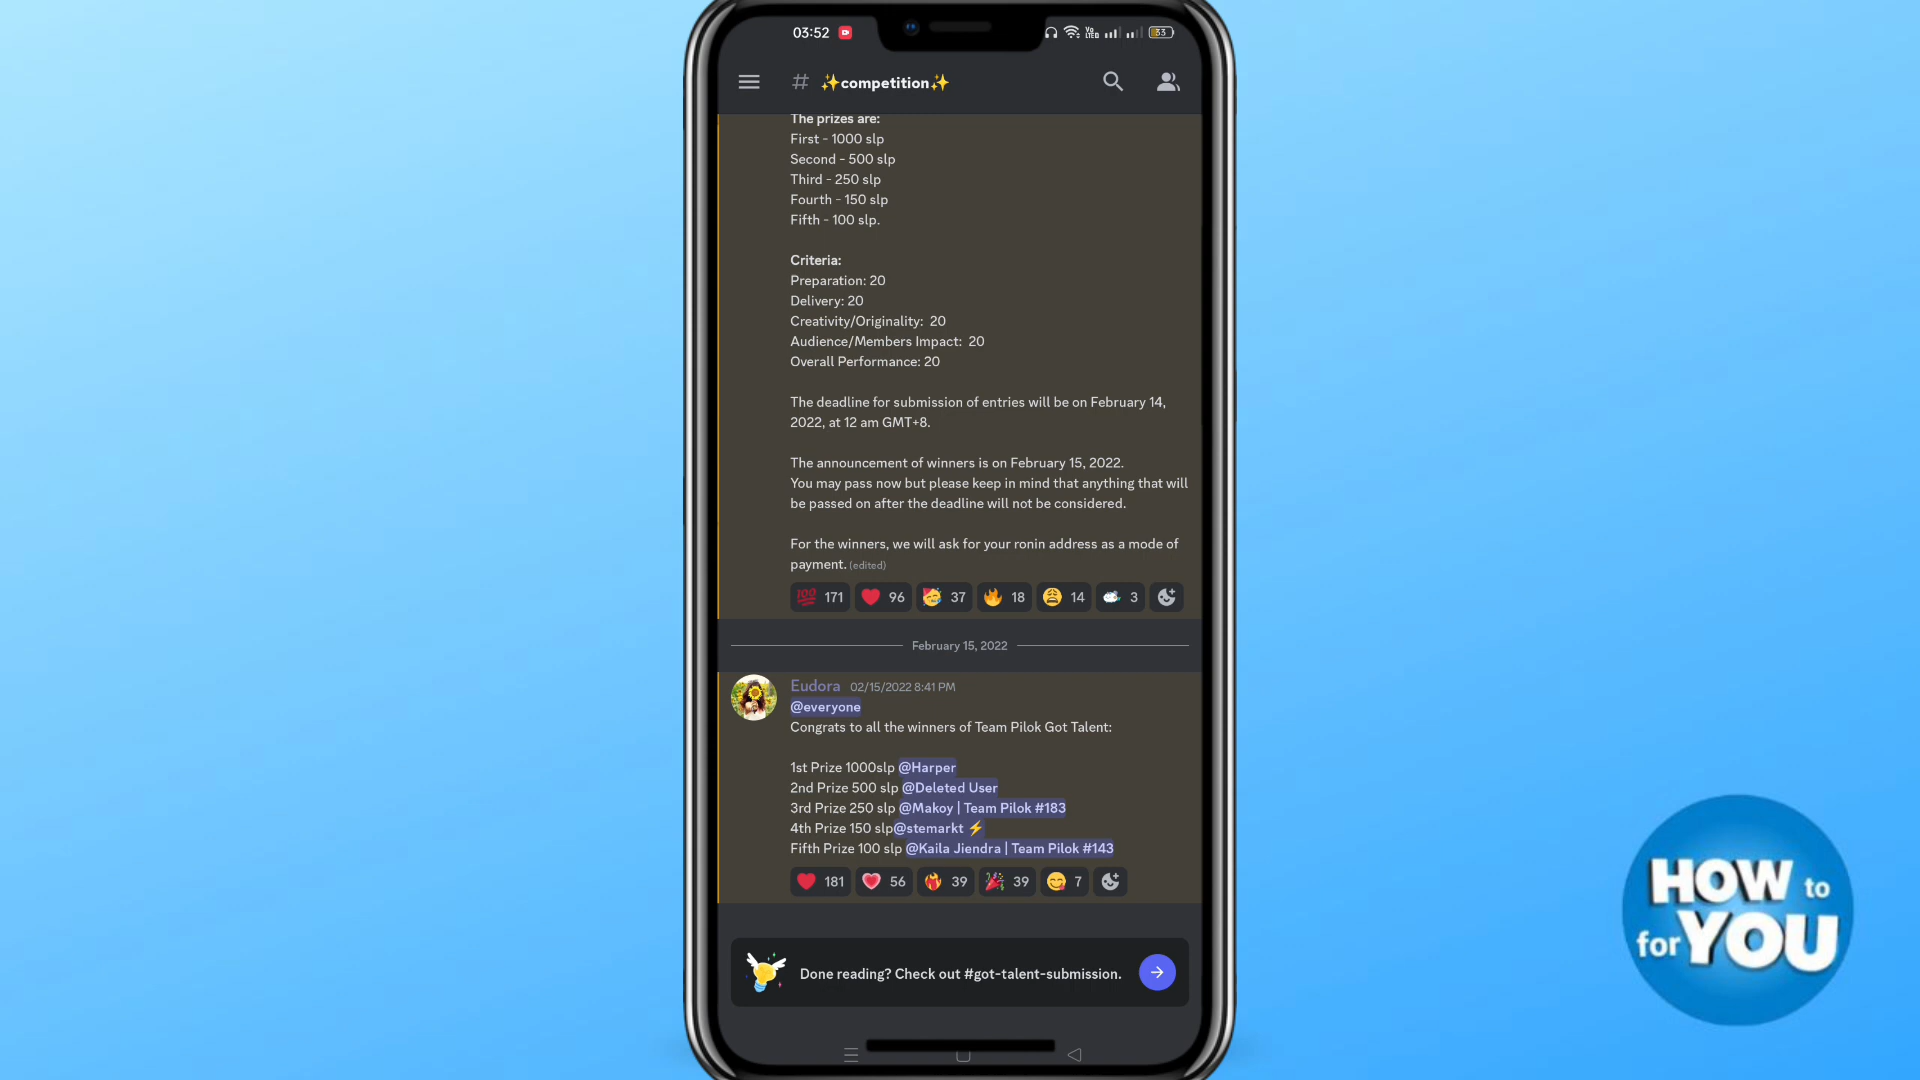 03:52
Vo
LTED
33
# ✨competition✨
The prizes are:
First - 1000 slp
Second - 500 slp
Third - 250 slp
Fourth - 150 slp
Fifth - 100 slp.
Criteria:
Preparation: 20
Delivery: 20
Creativity/Originality:  20
Audience/Members Impact:  20
Overall Performance: 20
The deadline for submission of entries will be on February 14,
2022, at 12 am GMT+8.
The announcement of winners is on February 15, 2022.
You may pass now but please keep in mind that anything that will
be passed on after the deadline will not be considered.
For the winners, we will ask for your ronin address as a mode of
payment. (edited)
💯 171 ❤️ 96 🥳 37 🔥 18 😩 14 3
February 15, 2022
Eudora 02/15/2022 8:41 PM
@everyone
Congrats to all the winners of Team Pilok Got Talent:
1st Prize 1000slp @Harper
2nd Prize 500 slp @Deleted User
3rd Prize 250 slp @Makoy | Team Pilok #183
4th Prize 150 slp@stemarkt ⚡
Fifth Prize 100 slp @Kaila Jiendra | Team Pilok #143
❤️ 181 💗 56 ❤️‍🔥 39 🎉 39 😋 7
Done reading? Check out #got-talent-submission.
HOW to
for YOU